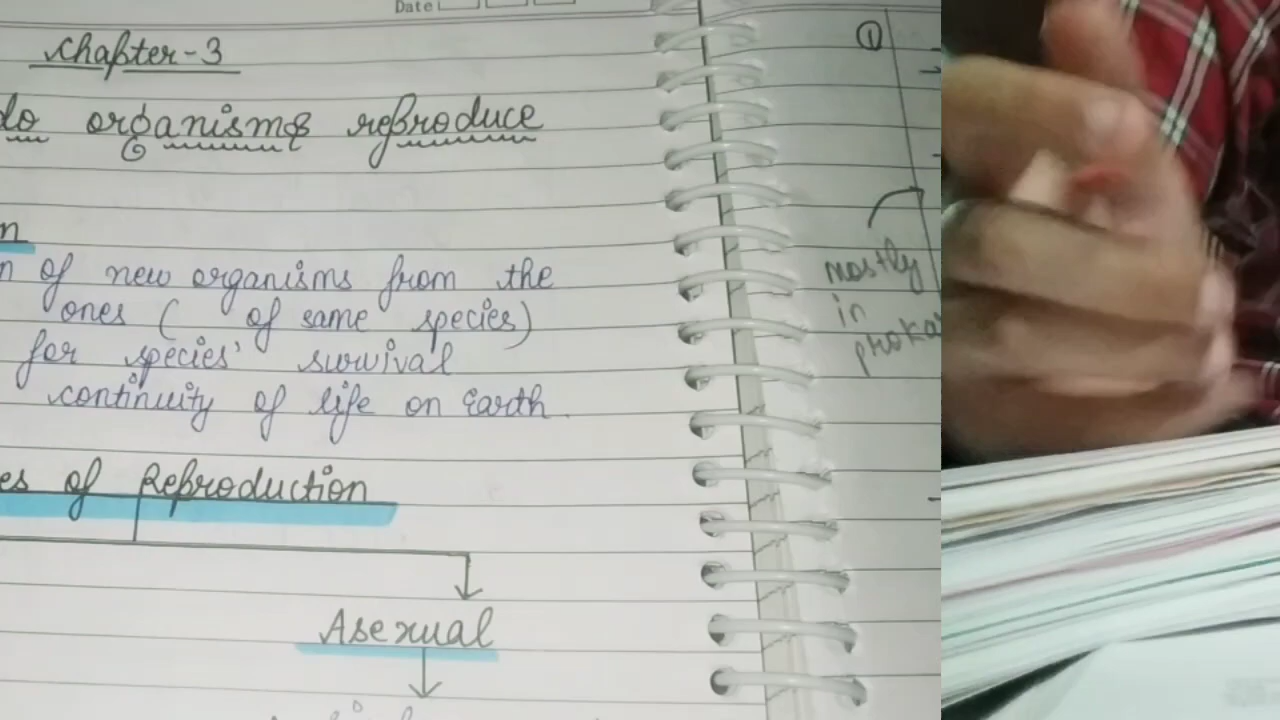 Date
Chapter-3
do organisms reproduce
n
n of new organisms from the
ones ( of same species)
for species' survival
continuity of life on Earth.
es of Reproduction
Asexual
①
mostly
in
proka